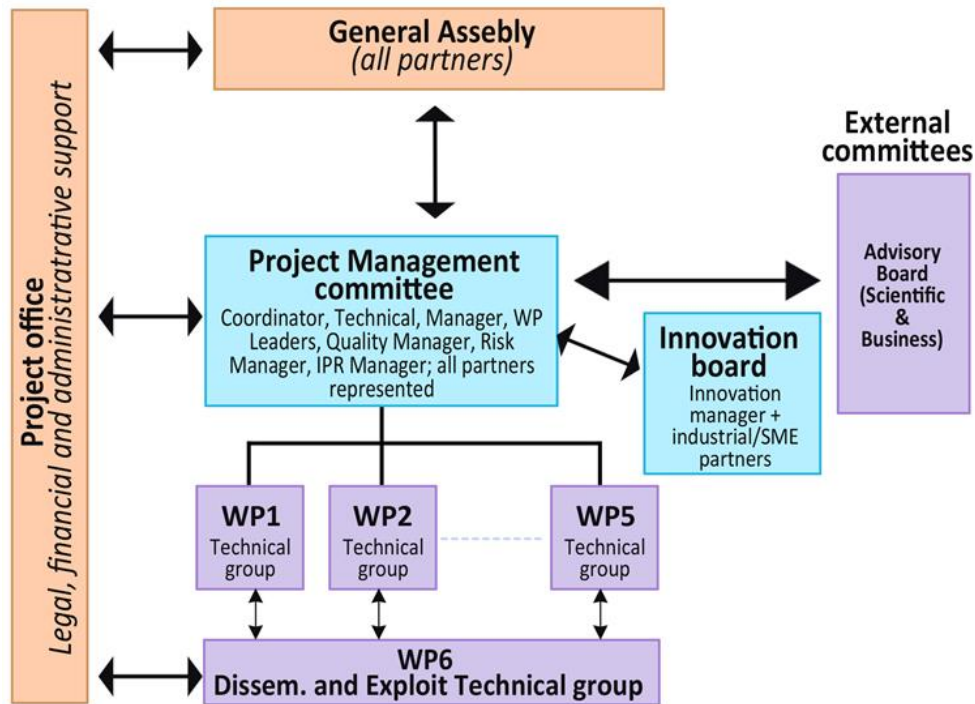 General Assebly
(all partners)
Project office
Legal, financial and administrative support
External
committees
Advisory
Board
(Scientific
&
Business)
Project Management
committee
Coordinator, Technical, Manager, WP
Leaders, Quality Manager, Risk
Manager, IPR Manager; all partners
represented
Innovation
board
Innovation
manager +
industrial/SME
partners
WP1
Technical
group
WP2
Technical
group
WP5
Technical
group
WP6
Dissem. and Exploit Technical group